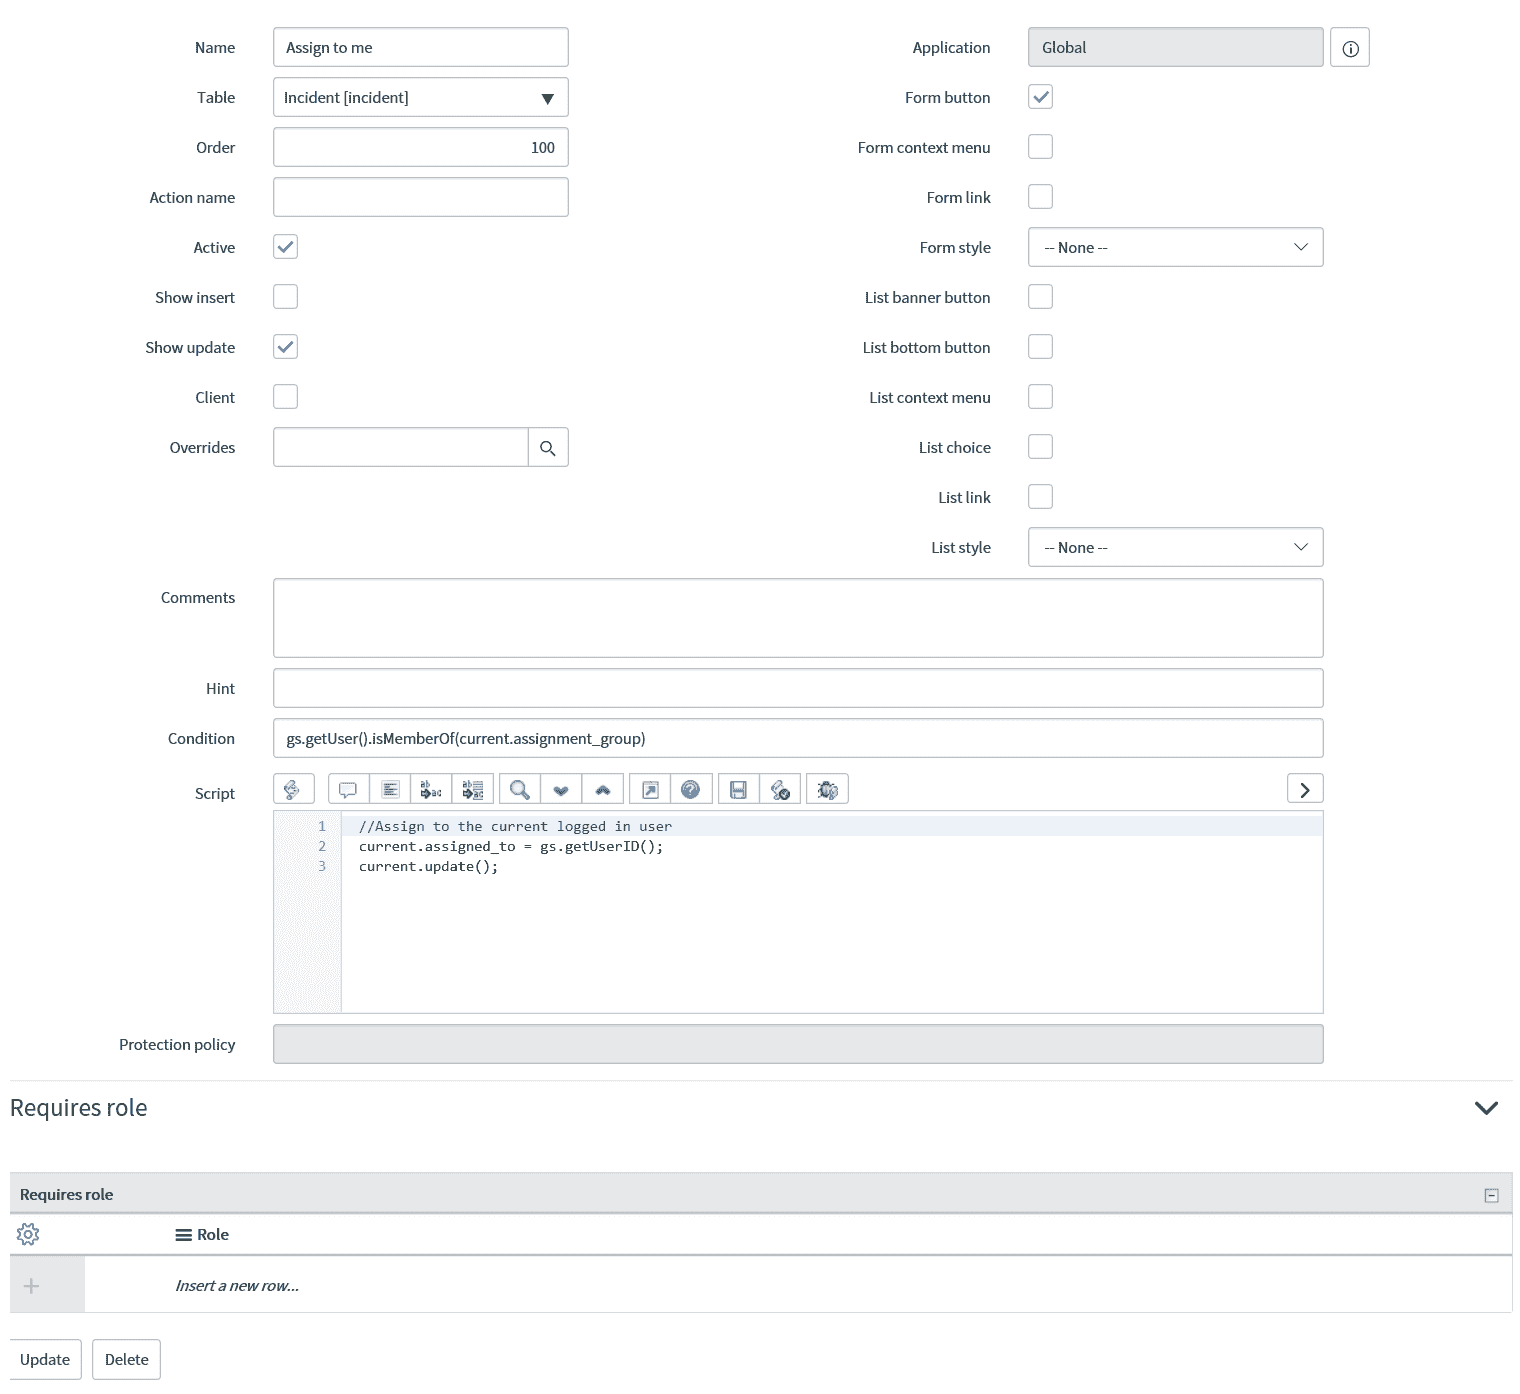 Name Assign to me
Application Global
Table Incident [incident]
Form button
Order 100
Form context menu
Action name
Form link
Active
Form style -- None --
Show insert
List banner button
Show update
List bottom button
Client
List context menu
Overrides
List choice
List link
List style -- None --
Comments
Hint
Condition gs.getUser().isMemberOf(current.assignment_group)
Script
1 //Assign to the current logged in user
2 current.assigned_to = gs.getUserID();
3 current.update();
Protection policy
Requires role
Requires role
Role
Insert a new row...
Update Delete